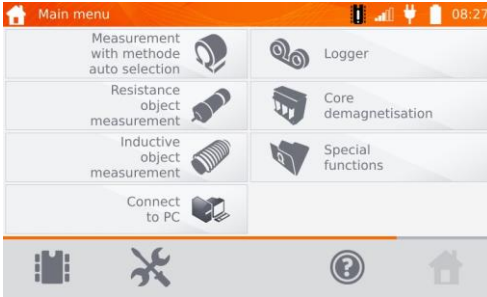 Main menu
08:27
Measurement
with methode
auto selection
Logger
Resistance
object
measurement
Core
demagnetisation
Inductive
object
measurement
Special
functions
Connect
to PC